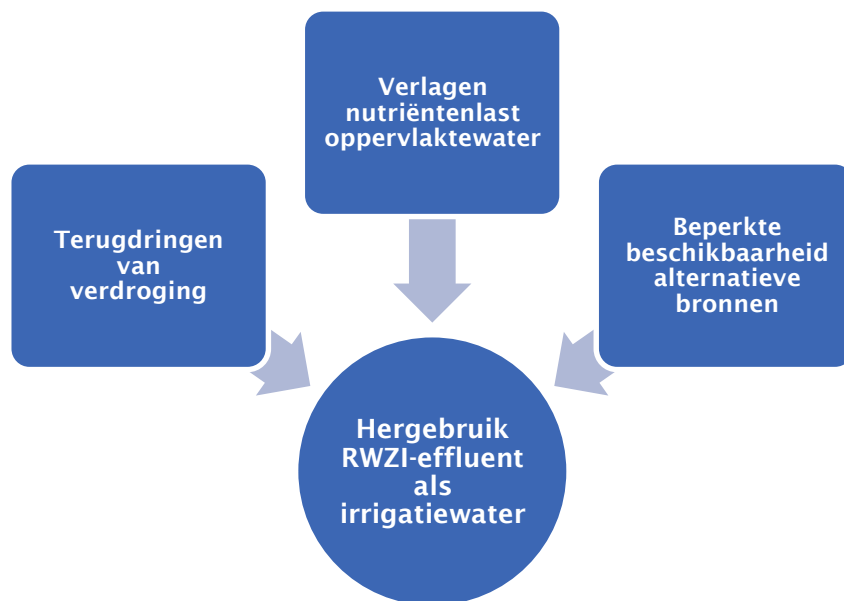 Verlagen
nutriëntenlast
oppervlaktewater
Terugdringen
van
verdroging
Beperkte
beschikbaarheid
alternatieve
bronnen
Hergebruik
RWZI-effluent
als
irrigatiewater